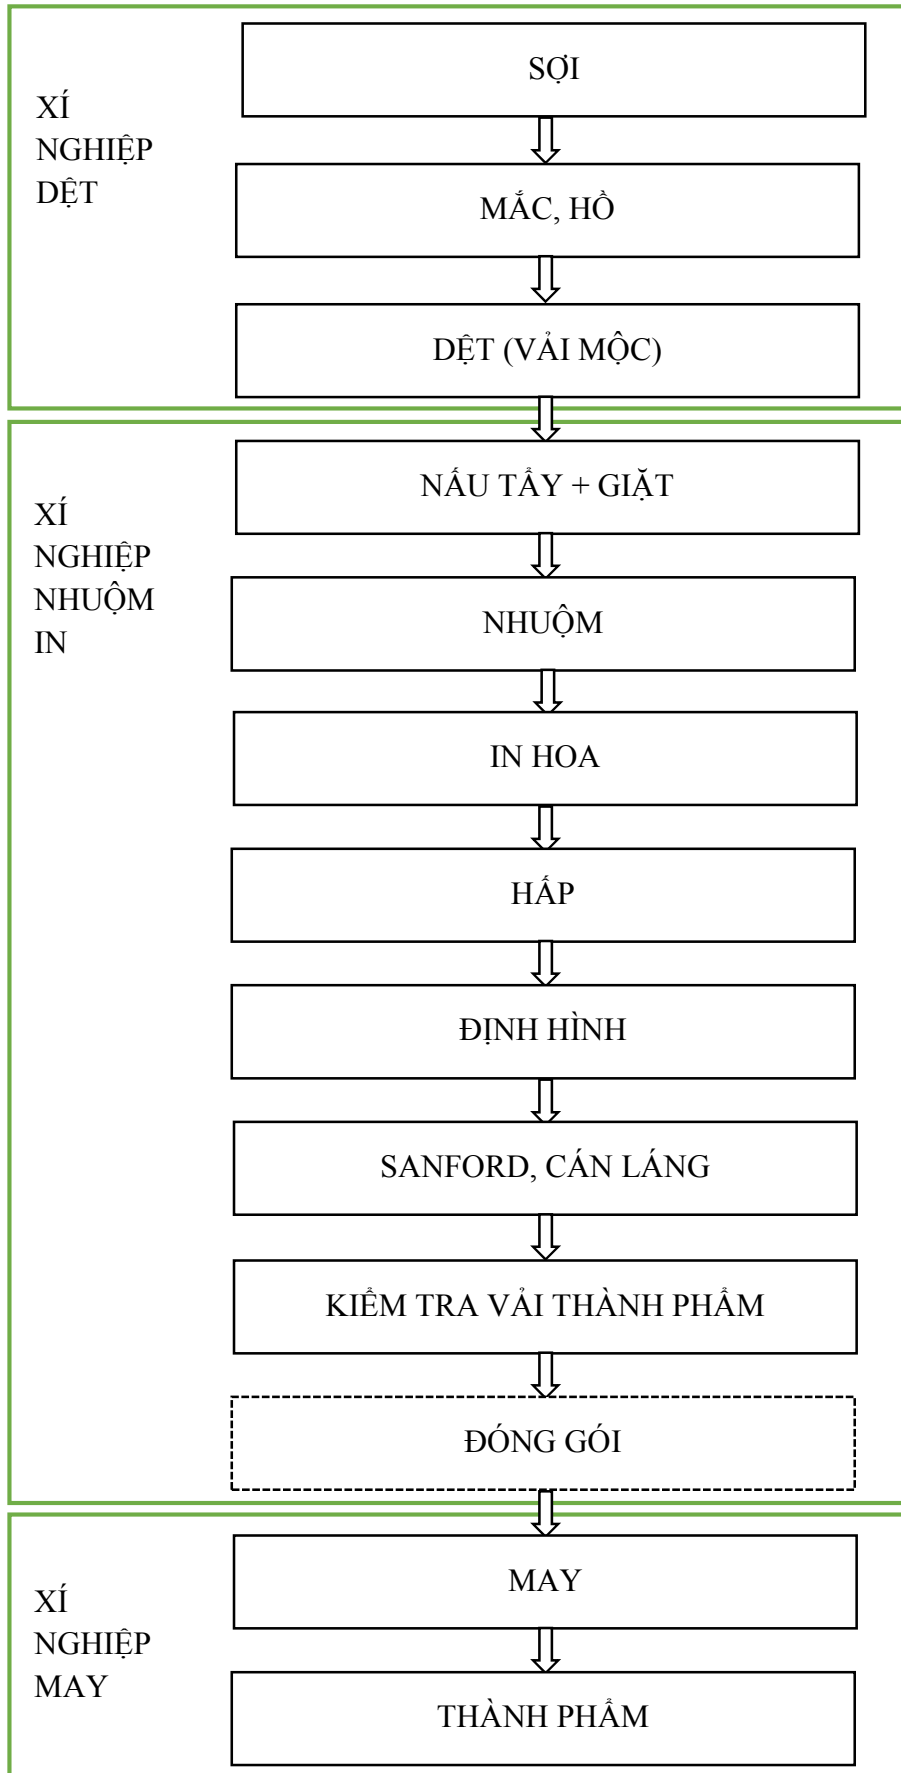 XÍ
NGHIỆP
DỆT
SỢI
MẮC, HỒ
DỆT (VẢI MỘC)
XÍ
NGHIỆP
NHUỘM
IN
NẤU TẨY + GIẶT
NHUỘM
IN HOA
HẤP
ĐỊNH HÌNH
SANFORD, CÁN LÁNG
KIỂM TRA VẢI THÀNH PHẨM
ĐÓNG GÓI
XÍ
NGHIỆP
MAY
MAY
THÀNH PHẨM